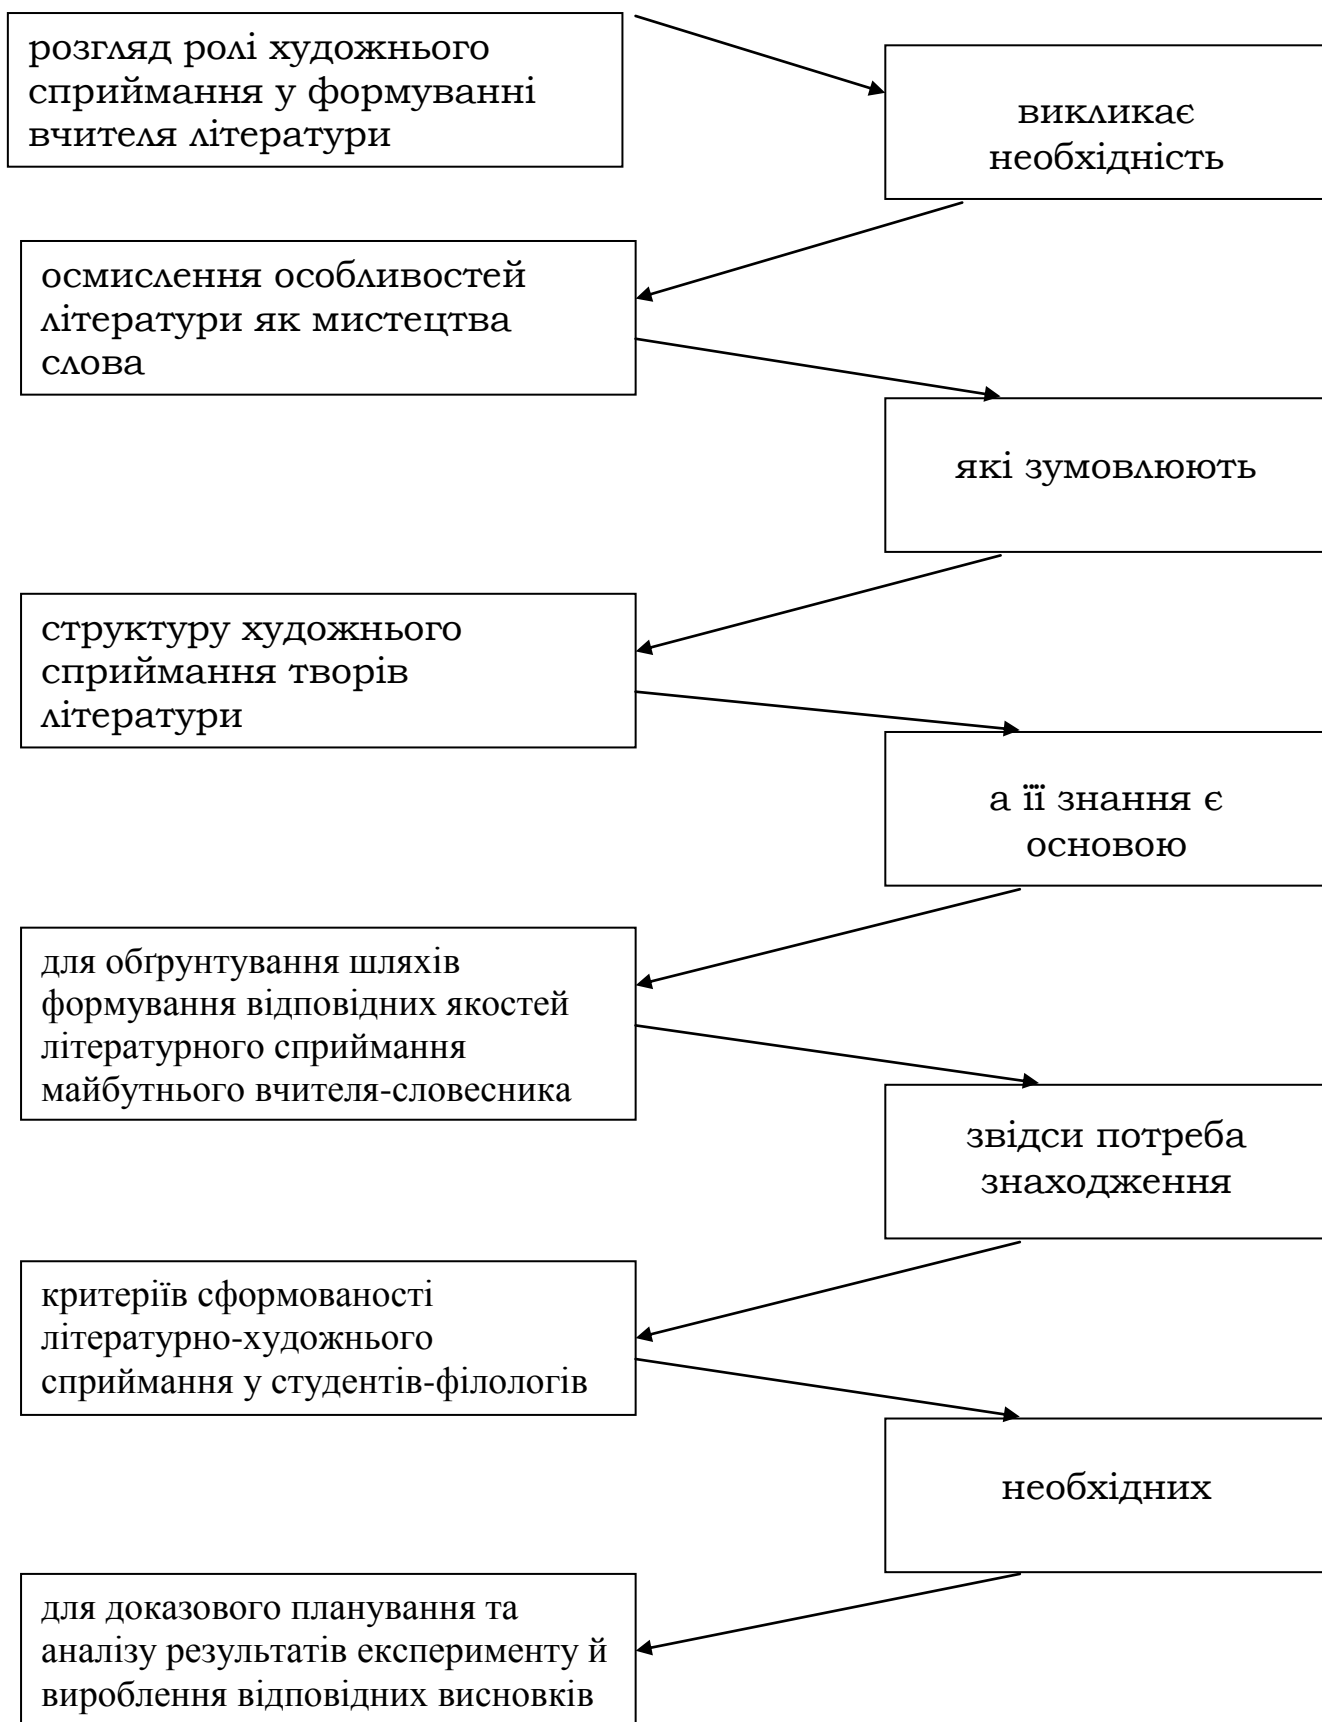 розгляд ролі художнього
сприймання у формуванні
вчителя літератури
викликає
необхідність
осмислення особливостей
літератури як мистецтва
слова
які зумовлюють
структуру художнього
сприймання творів
літератури
а її знання є
основою
для обґрунтування шляхів
формування відповідних якостей
літературного сприймання
майбутнього вчителя-словесника
звідси потреба
знаходження
критеріїв сформованості
літературно-художнього
сприймання у студентів-філологів
необхідних
для доказового планування та
аналізу результатів експерименту й
вироблення відповідних висновків